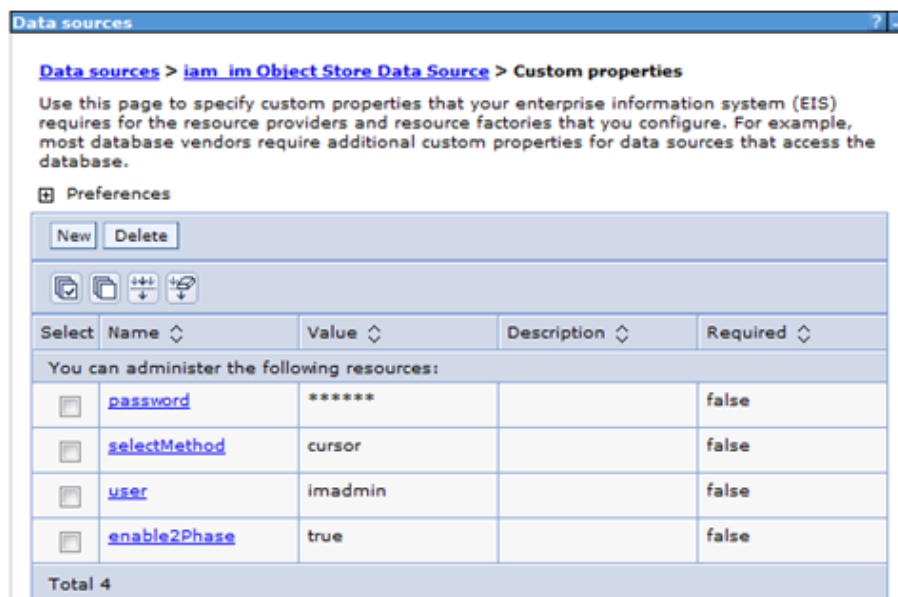 Data sources ? -
Data sources > iam_im Object Store Data Source > Custom properties
Use this page to specify custom properties that your enterprise information system (EIS)
requires for the resource providers and resource factories that you configure. For example,
most database vendors require additional custom properties for data sources that access the
database.
Preferences
New Delete
Select Name Value Description Required
You can administer the following resources:
password ****** false
selectMethod cursor false
user imadmin false
enable2Phase true false
Total 4